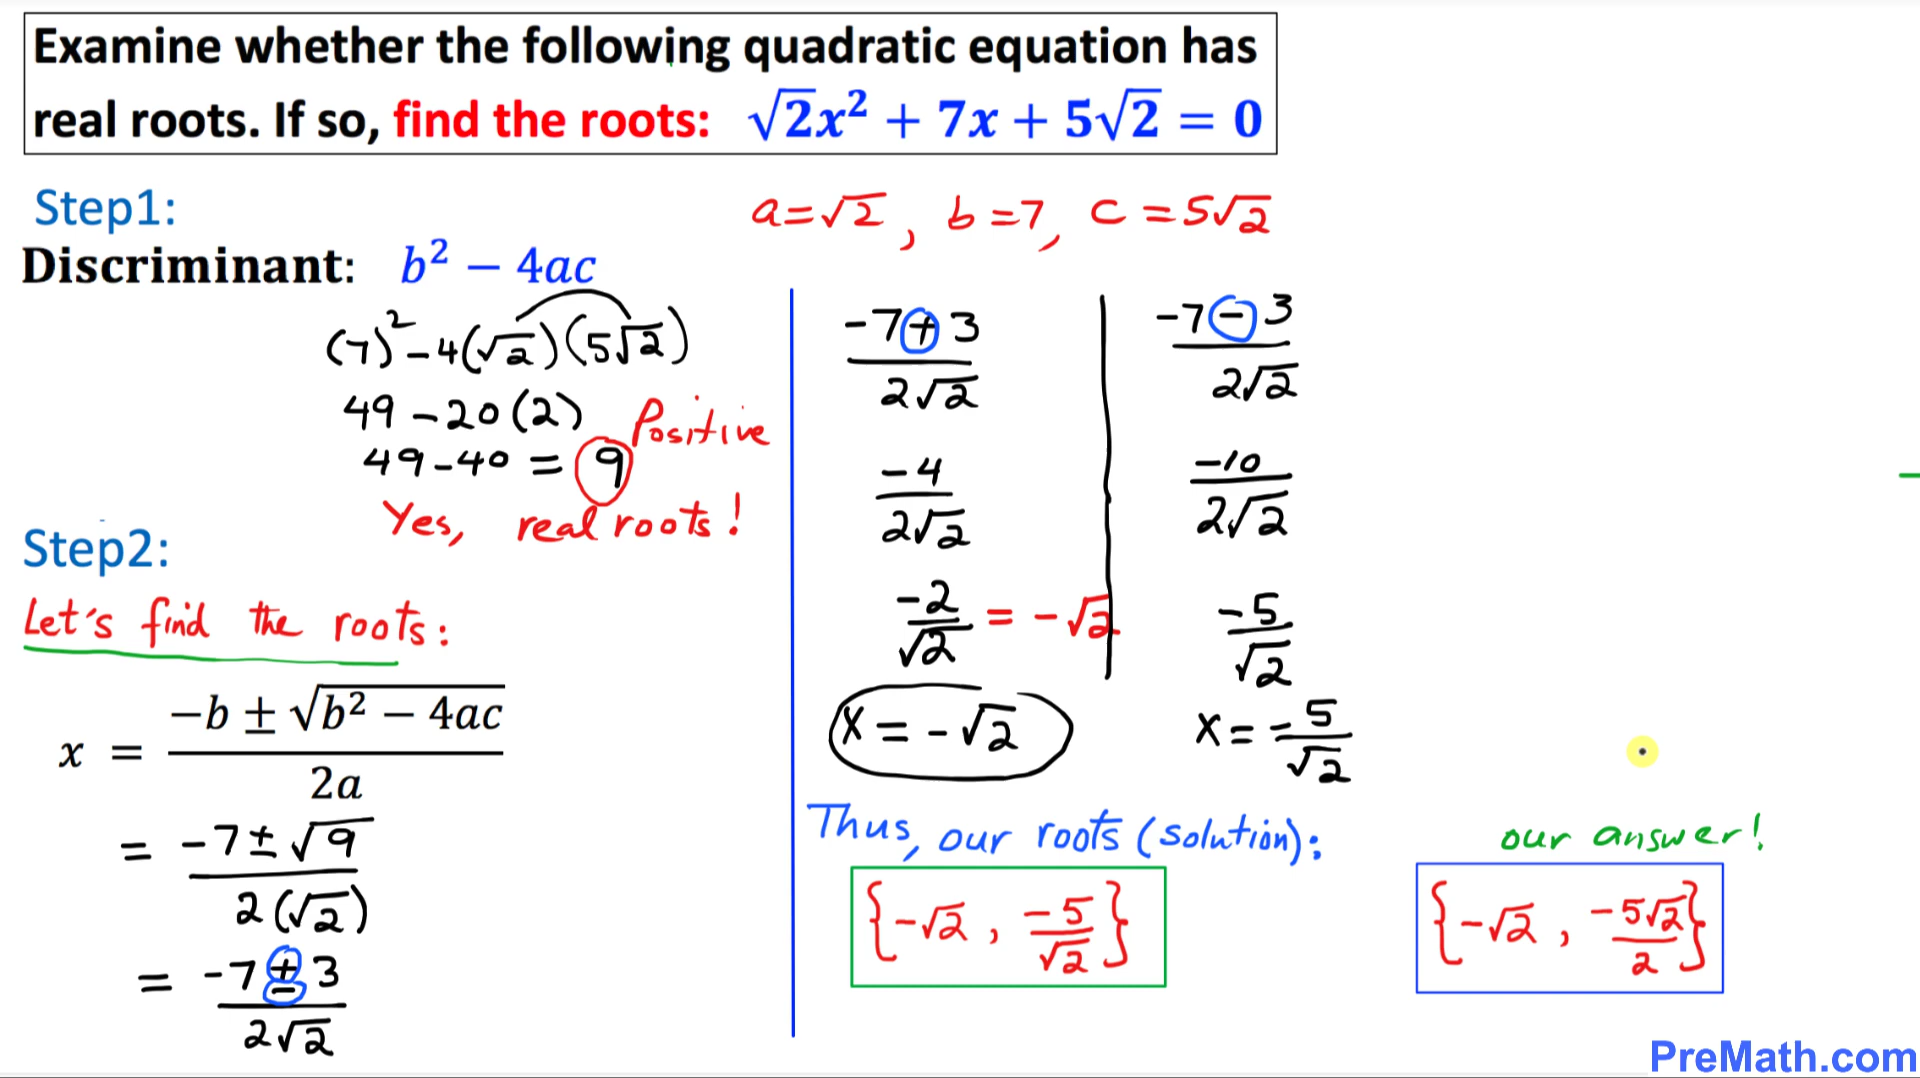 Examine whether the following quadratic equation has
real roots. If so, find the roots: √2x² + 7x + 5√2 = 0
Step1:
a=√2, b=7, c=5√2
Discriminant: b² − 4ac
(7)²-4(√2)(5√2)
49-20(2)
Positive
49-40 = 9
Yes, real roots!
Step2:
Let's find the roots:
x = (−b ± √(b² − 4ac))/(2a)
= (-7±√9)/(2(√2))
= (-7±3)/(2√2)
(-7+3)/(2√2)
-4/(2√2)
-2/√2 = -√2
x = -√2
(-7-3)/(2√2)
-10/(2√2)
-5/√2
x = -5/√2
Thus, our roots (solution):
{-√2, -5/√2}
our answer!
{-√2, -5√2/2}
PreMath.com